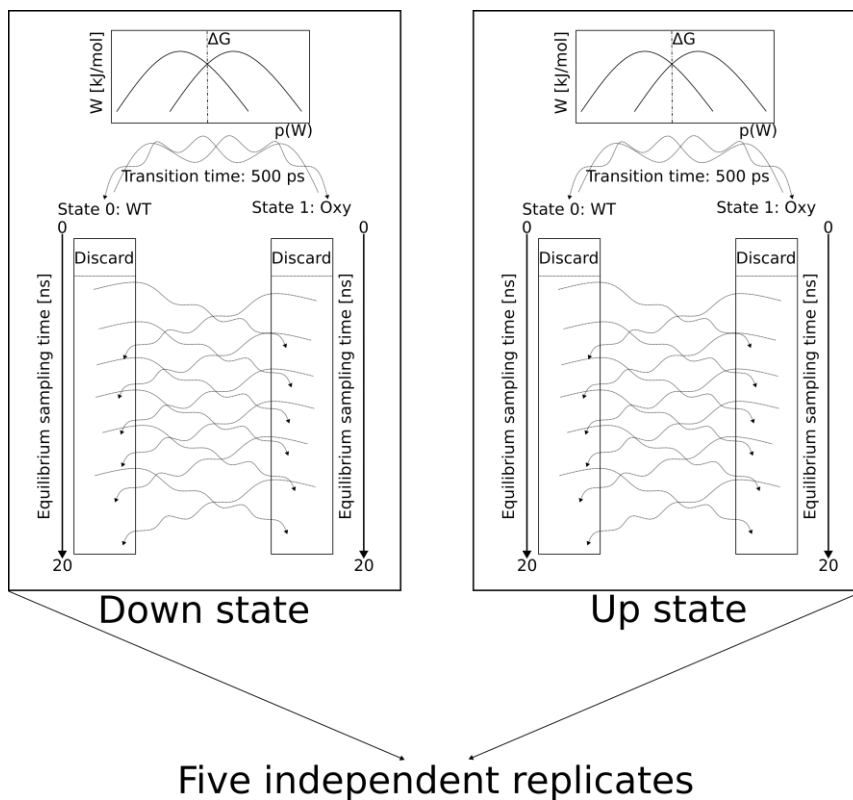 ΔG
W [kJ/mol]
p(W)
Transition time: 500 ps
State 0: WT
State 1: Oxy
0
0
Discard
Discard
Equilibrium sampling time [ns]
Equilibrium sampling time [ns]
20
20
Down state
ΔG
W [kJ/mol]
p(W)
Transition time: 500 ps
State 0: WT
State 1: Oxy
0
0
Discard
Discard
Equilibrium sampling time [ns]
Equilibrium sampling time [ns]
20
20
Up state
Five independent replicates